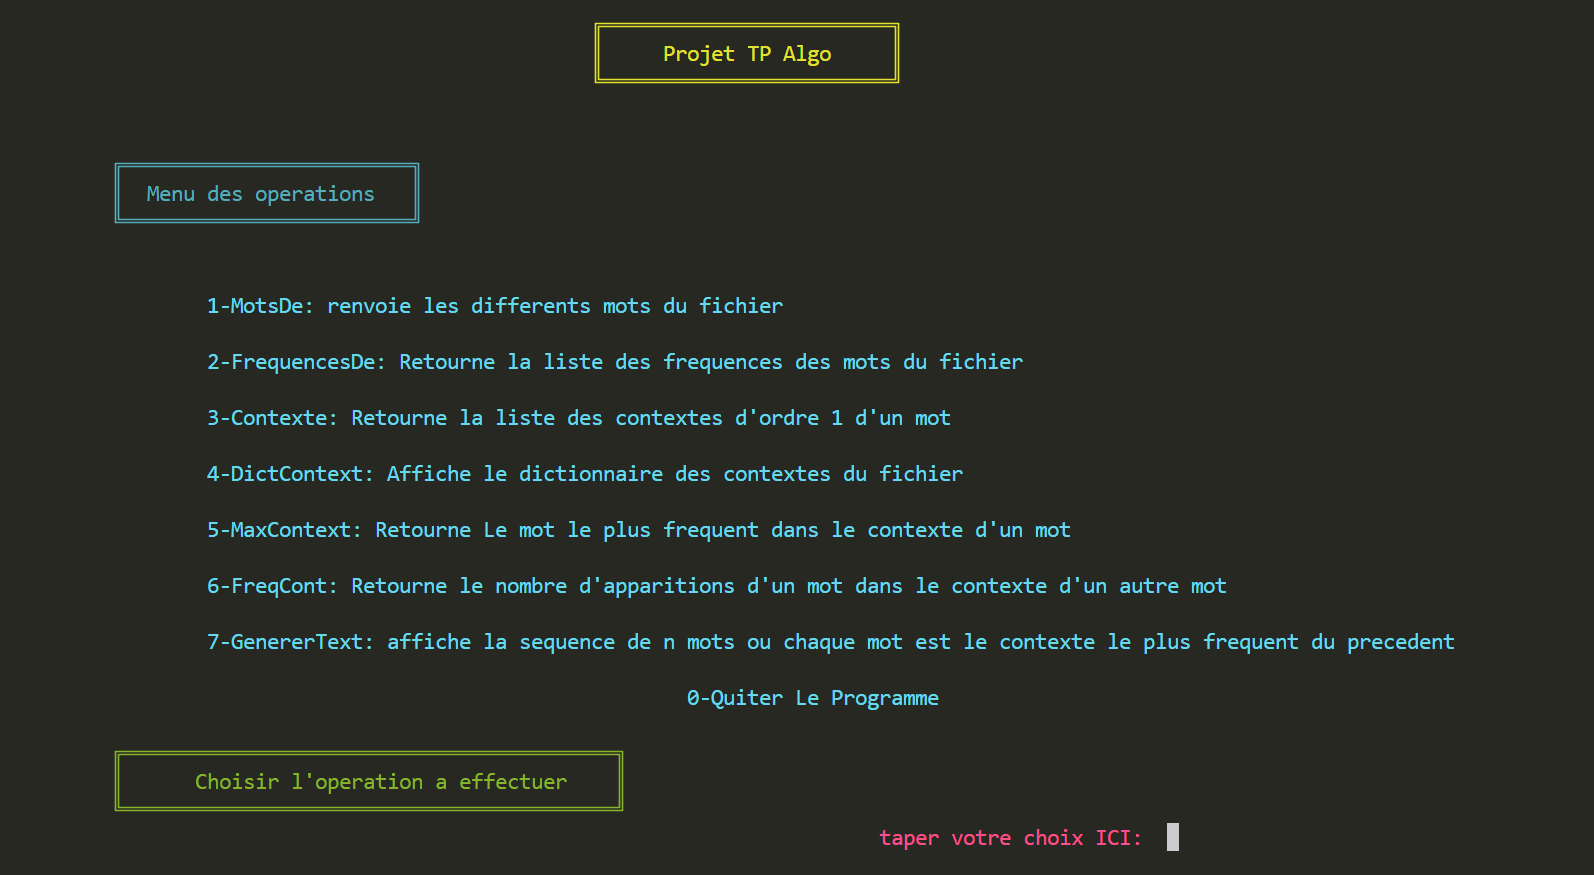 Projet TP Algo
Menu des operations
1-MotsDe: renvoie les differents mots du fichier
2-FrequencesDe: Retourne la liste des frequences des mots du fichier
3-Contexte: Retourne la liste des contextes d'ordre 1 d'un mot
4-DictContext: Affiche le dictionnaire des contextes du fichier
5-MaxContext: Retourne Le mot le plus frequent dans le contexte d'un mot
6-FreqCont: Retourne le nombre d'apparitions d'un mot dans le contexte d'un autre mot
7-GenererText: affiche la sequence de n mots ou chaque mot est le contexte le plus frequent du precedent
0-Quiter Le Programme
Choisir l'operation a effectuer
taper votre choix ICI: